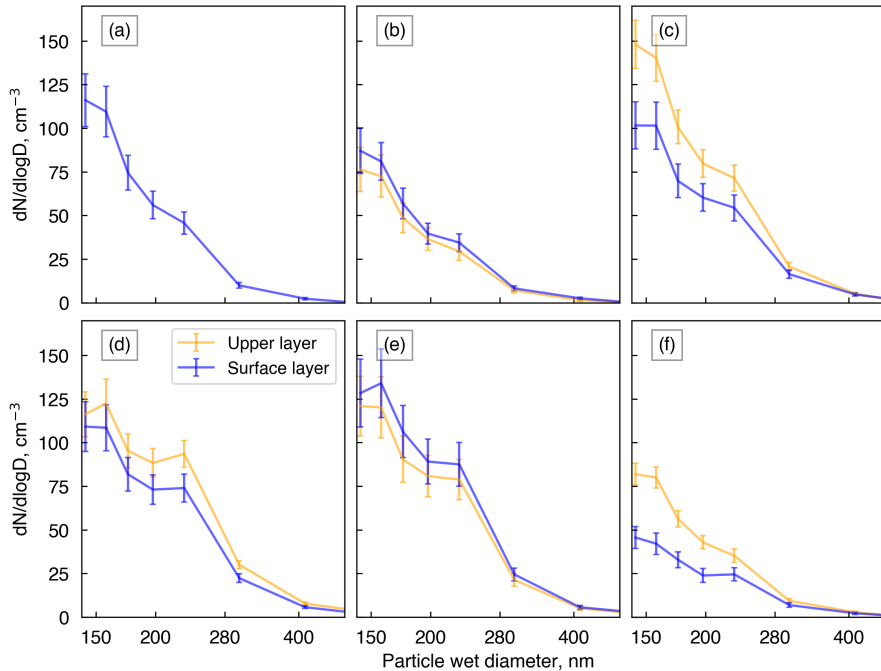 (a)
(b)
(c)
150
125
100
75
50
25
0
dN/dlogD, cm⁻³
(d)
Upper layer
Surface layer
(e)
(f)
150
125
100
75
50
25
0
dN/dlogD, cm⁻³
150 200 280 400
150 200 280 400
150 200 280 400
Particle wet diameter, nm